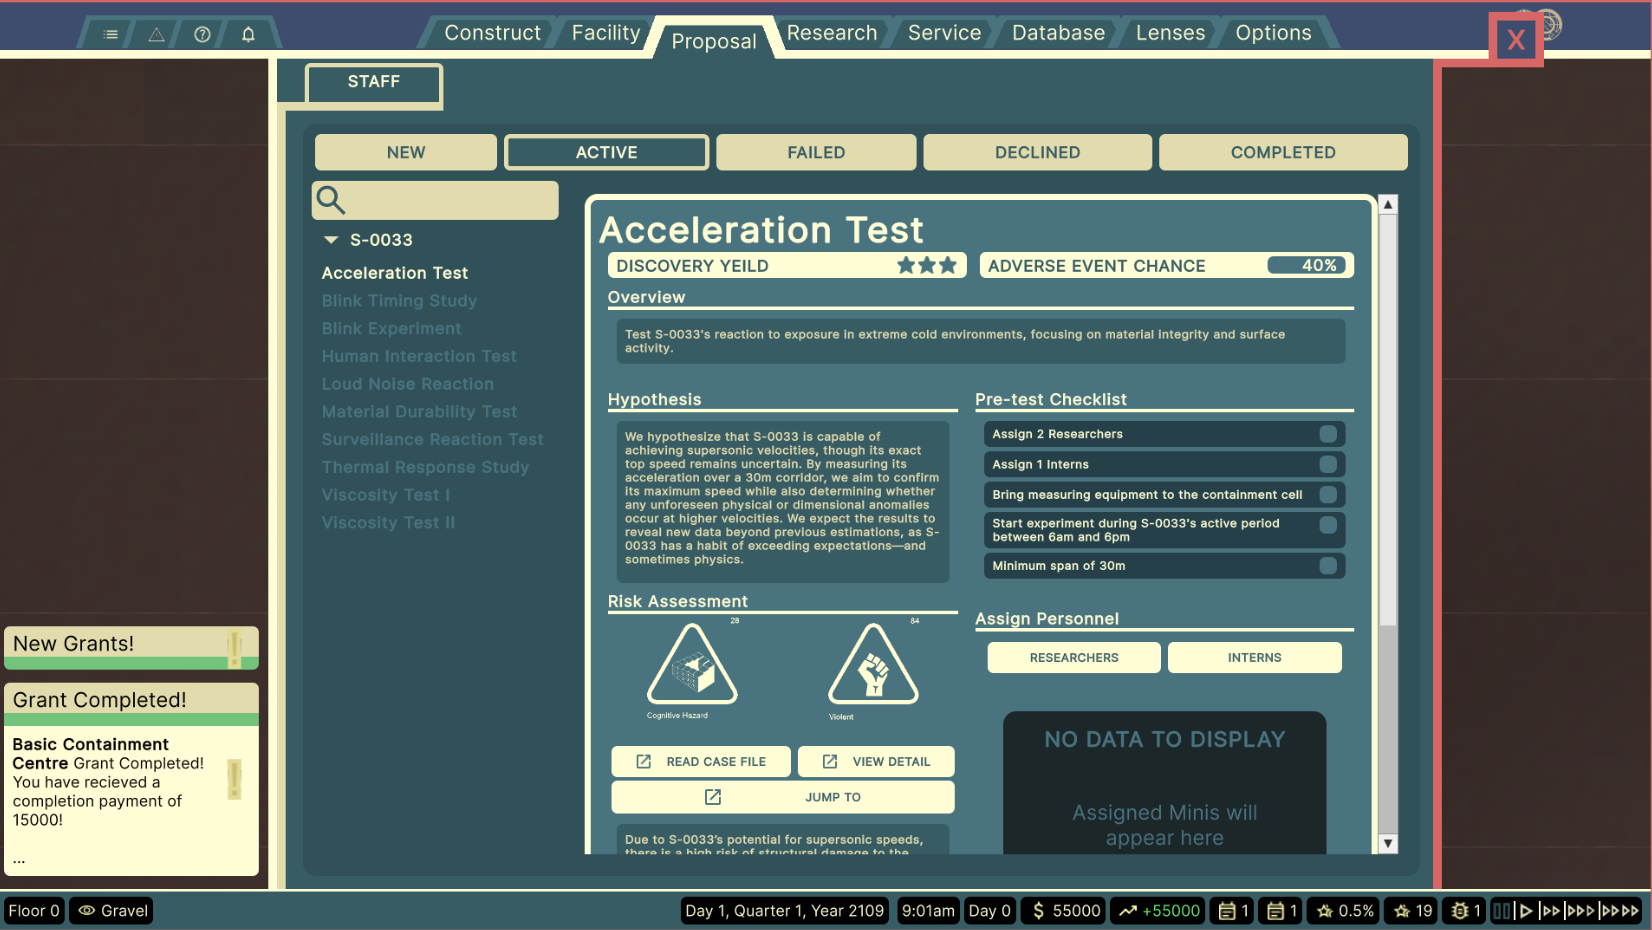 Construct
Facility
Proposal
Research
Service
Database
Lenses
Options
X
STAFF
NEW
ACTIVE
FAILED
DECLINED
COMPLETED
S-0033
Acceleration Test
Blink Timing Study
Blink Experiment
Human Interaction Test
Loud Noise Reaction
Material Durability Test
Surveillance Reaction Test
Thermal Response Study
Viscosity Test I
Viscosity Test II
Acceleration Test
DISCOVERY YEILD
ADVERSE EVENT CHANCE 40%
Overview
Test S-0033's reaction to exposure in extreme cold environments, focusing on material integrity and surface
activity.
Hypothesis
We hypothesize that S-0033 is capable of
achieving supersonic velocities, though its exact
top speed remains uncertain. By measuring its
acceleration over a 30m corridor, we aim to confirm
its maximum speed while also determining whether
any unforeseen physical or dimensional anomalies
occur at higher velocities. We expect the results to
reveal new data beyond previous estimations, as S-
0033 has a habit of exceeding expectations—and
sometimes physics.
Pre-test Checklist
Assign 2 Researchers
Assign 1 Interns
Bring measuring equipment to the containment cell
Start experiment during S-0033's active period
between 6am and 6pm
Minimum span of 30m
Risk Assessment
28
Cognitive Hazard
84
Violent
READ CASE FILE
VIEW DETAIL
JUMP TO
Due to S-0033's potential for supersonic speeds,
there is a high risk of structural damage to the
Assign Personnel
RESEARCHERS
INTERNS
NO DATA TO DISPLAY
Assigned Minis will
appear here
New Grants!
Grant Completed!
Basic Containment
Centre Grant Completed!
You have recieved a
completion payment of
15000!
...
Floor 0
Gravel
Day 1, Quarter 1, Year 2109
9:01am
Day 0
$ 55000
+55000
1
1
0.5%
19
1